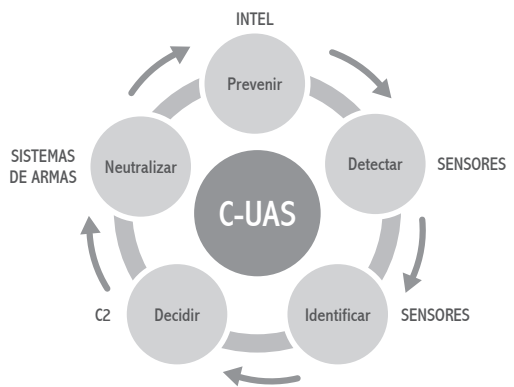 INTEL
Prevenir
Detectar
SENSORES
Identificar
SENSORES
Decidir
C2
Neutralizar
SISTEMAS
DE ARMAS
C-UAS